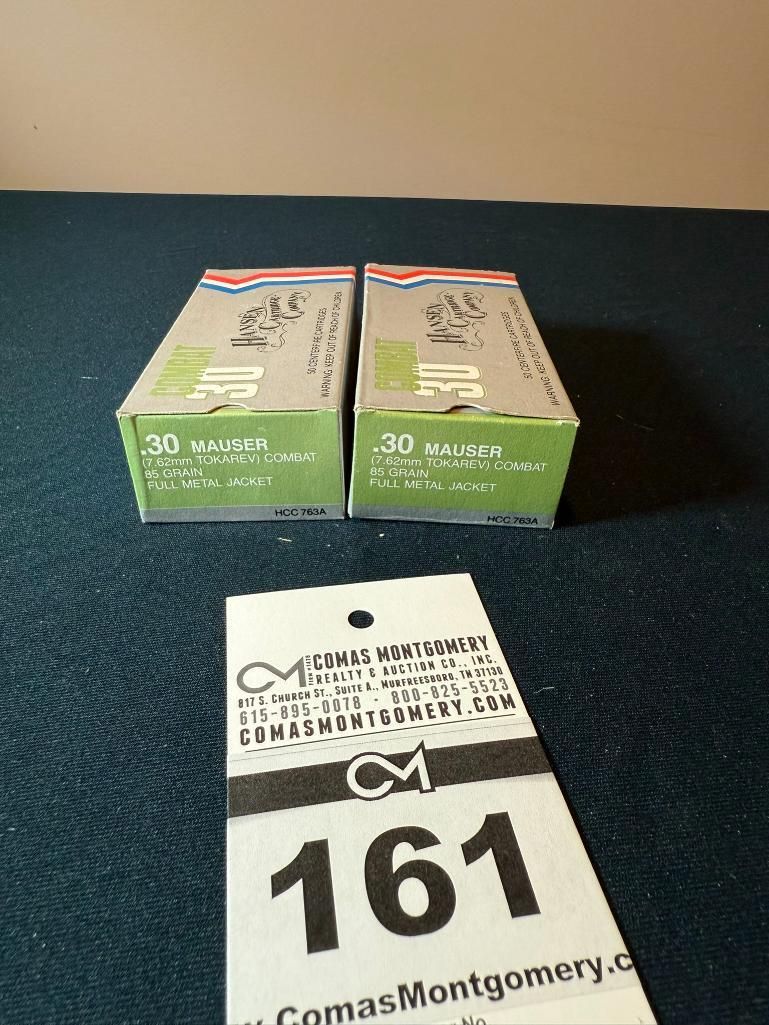 HANSEN
CARTRIDGE
COMPANY
COMBAT
30
50 CENTERFIRE CARTRIDGES
WARNING: KEEP OUT OF REACH OF CHILDREN
.30 MAUSER
(7.62mm TOKAREV) COMBAT
85 GRAIN
FULL METAL JACKET
HCC 763A
HANSEN
CARTRIDGE
COMPANY
COMBAT
30
50 CENTERFIRE CARTRIDGES
WARNING: KEEP OUT OF REACH OF CHILDREN
.30 MAUSER
(7.62mm TOKAREV) COMBAT
85 GRAIN
FULL METAL JACKET
HCC 763A
CM COMAS MONTGOMERY
REALTY & AUCTION CO., INC.
817 S. CHURCH ST., SUITE A., MURFREESBORO, TN 37130
615-895-0078 - 800-825-5523
COMASMONTGOMERY.COM
CM
161
.ComasMontgomery.c
No